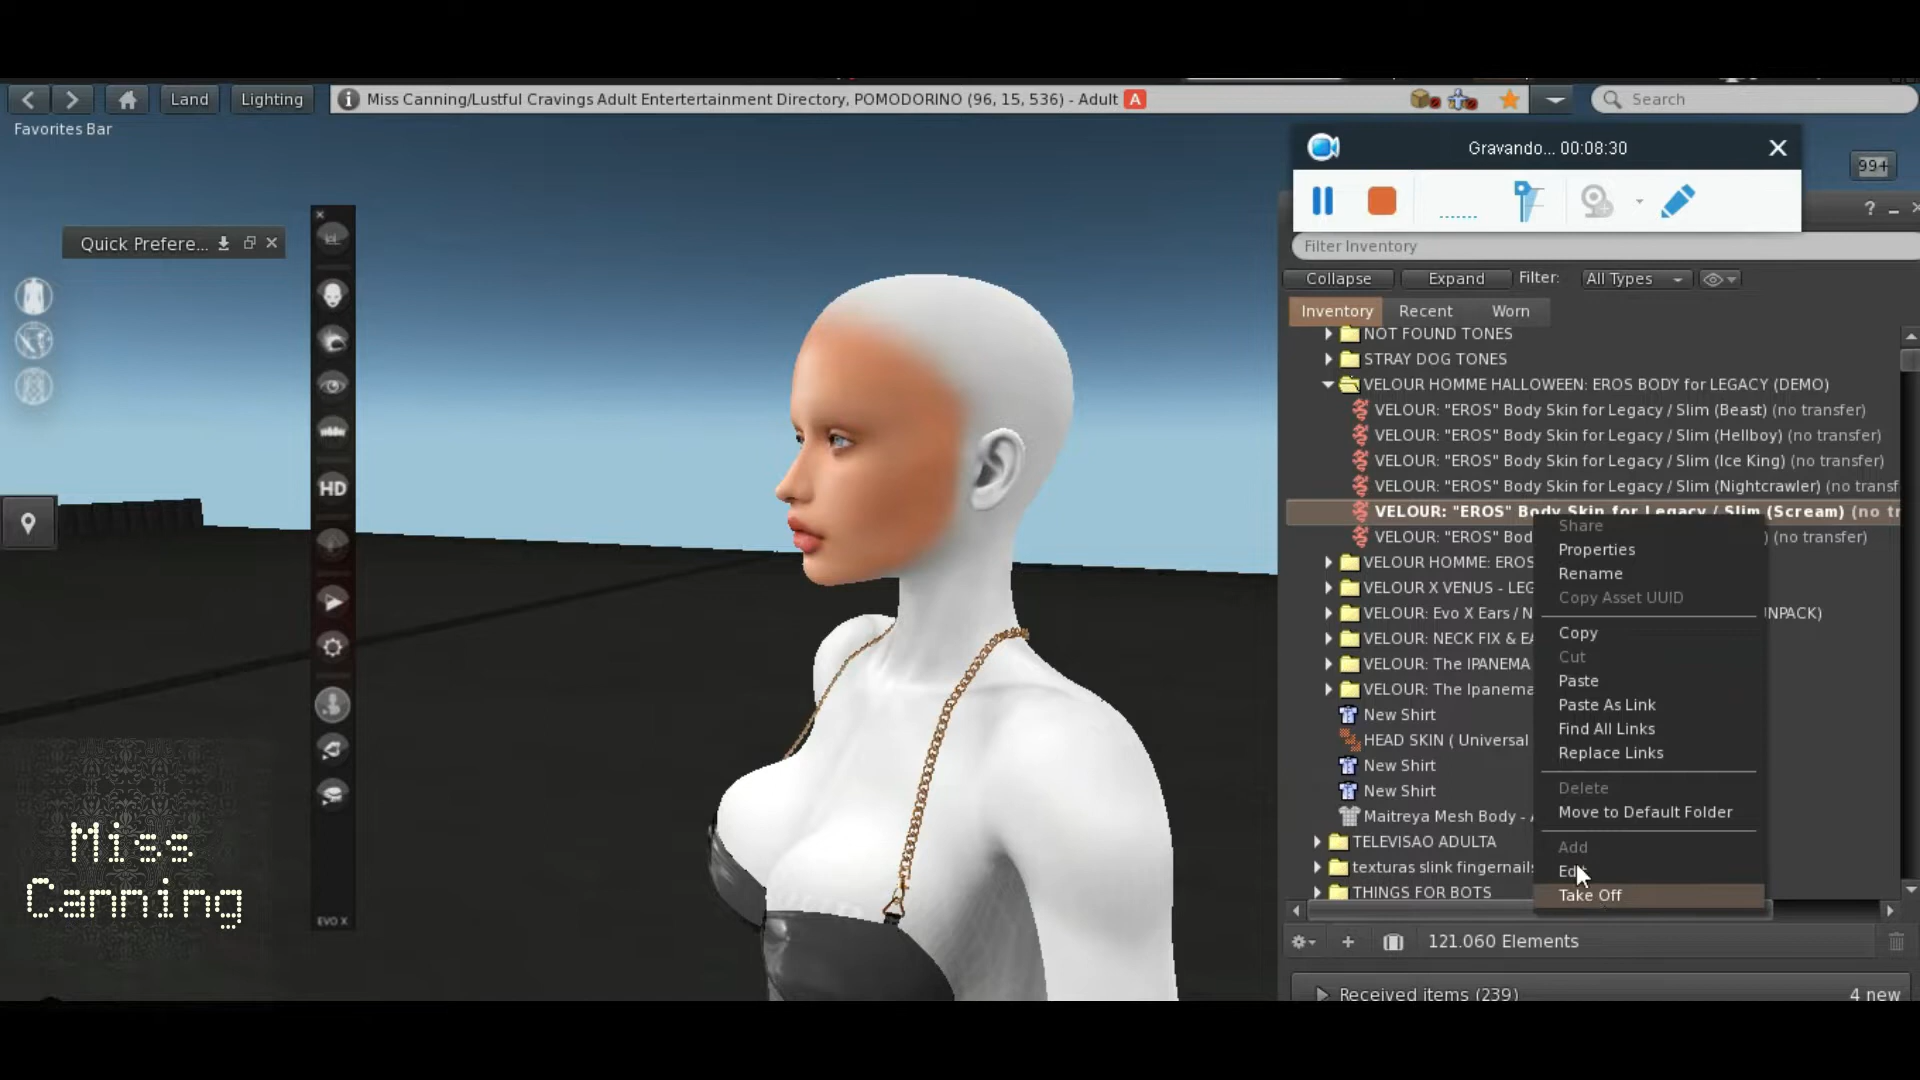 Land
Lighting
Miss Canning/Lustful Cravings Adult Entertertainment Directory, POMODORINO (96, 15, 536) - Adult A
Search
Favorites Bar
Gravando... 00:08:30
994
Quick Prefere...
Filter Inventory
Collapse
Expand
Filter:
All Types
Inventory
Recent
Worn
NOT FOUND TONES
STRAY DOG TONES
VELOUR HOMME HALLOWEEN: EROS BODY for LEGACY (DEMO)
VELOUR: "EROS" Body Skin for Legacy / Slim (Beast) (no transfer)
VELOUR: "EROS" Body Skin for Legacy / Slim (Hellboy) (no transfer)
VELOUR: "EROS" Body Skin for Legacy / Slim (Ice King) (no transfer)
VELOUR: "EROS" Body Skin for Legacy / Slim (Nightcrawler) (no transf
VELOUR: "EROS" Body Skin for Legacy / Slim (Scream) (no tr
VELOUR: "EROS" Bod
) (no transfer)
VELOUR HOMME: EROS
VELOUR X VENUS - LEG
VELOUR: Evo X Ears / N
NPACK)
VELOUR: NECK FIX & EA
VELOUR: The IPANEMA
VELOUR: The Ipanema
New Shirt
HEAD SKIN ( Universal
New Shirt
New Shirt
Maitreya Mesh Body -
TELEVISAO ADULTA
texturas slink fingernail
THINGS FOR BOTS
Share
Properties
Rename
Copy Asset UUID
Copy
Cut
Paste
Paste As Link
Find All Links
Replace Links
Delete
Move to Default Folder
Add
Edit
Take Off
HD
EVO X
Miss
Canning
121.060 Elements
Received items (239)
4 new